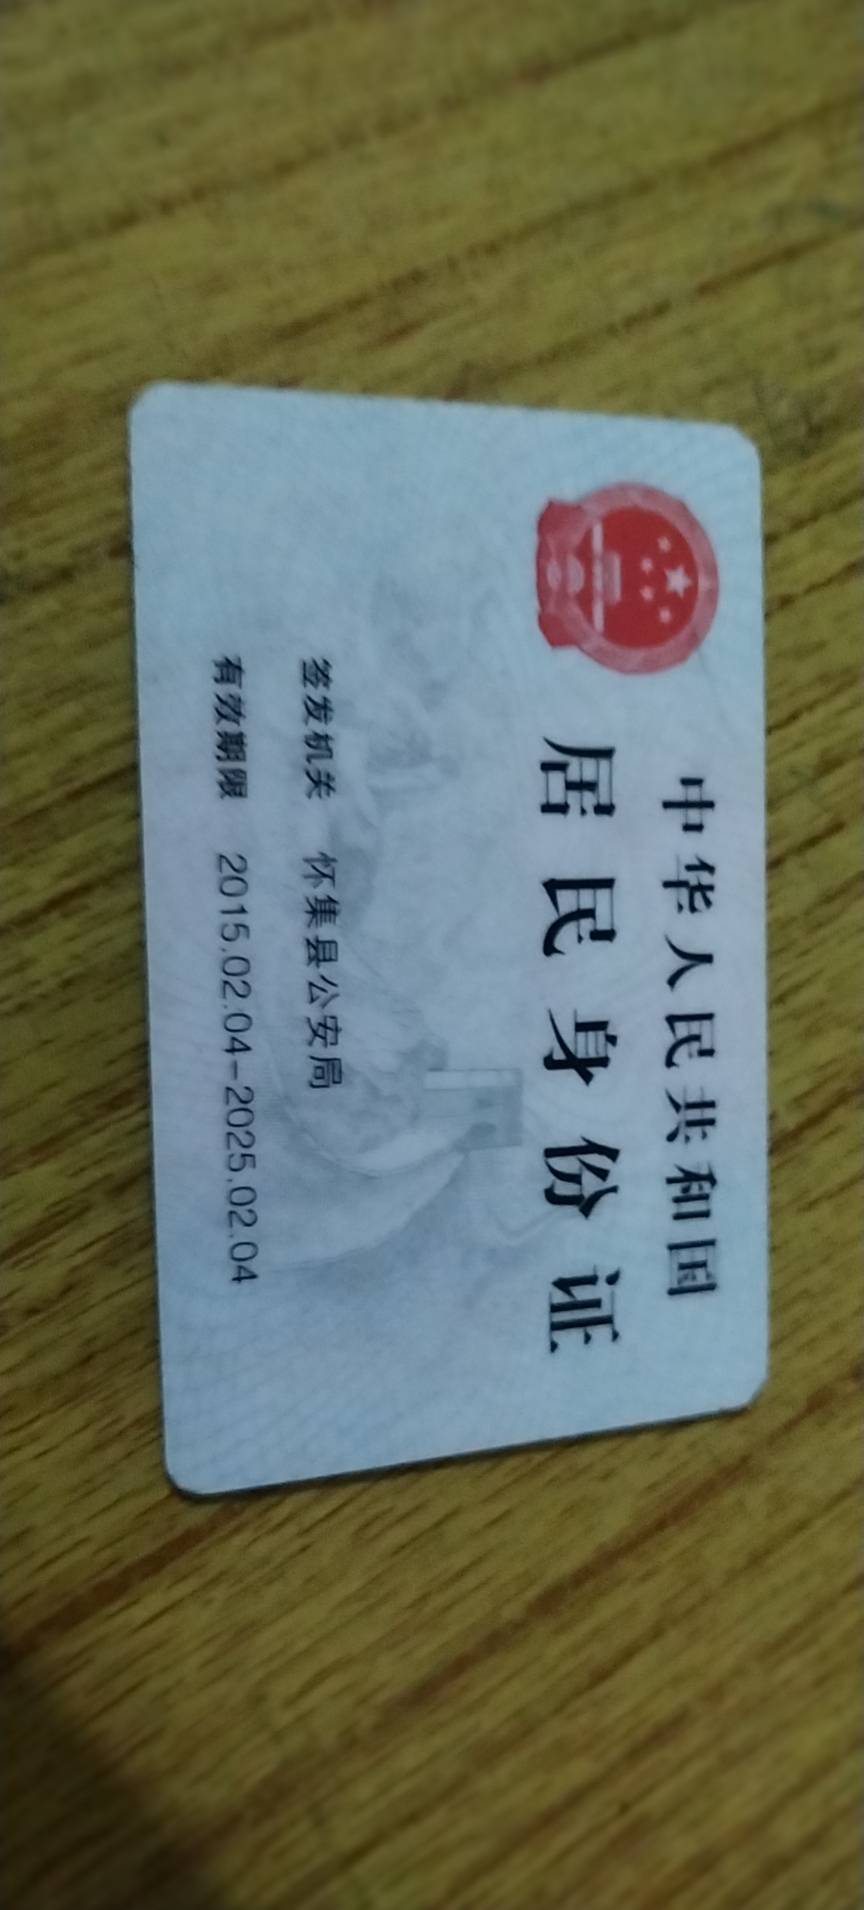 中华人民共和国
居民身份证
签发机关 怀集县公安局
有效期限 2015.02.04-2025.02.04